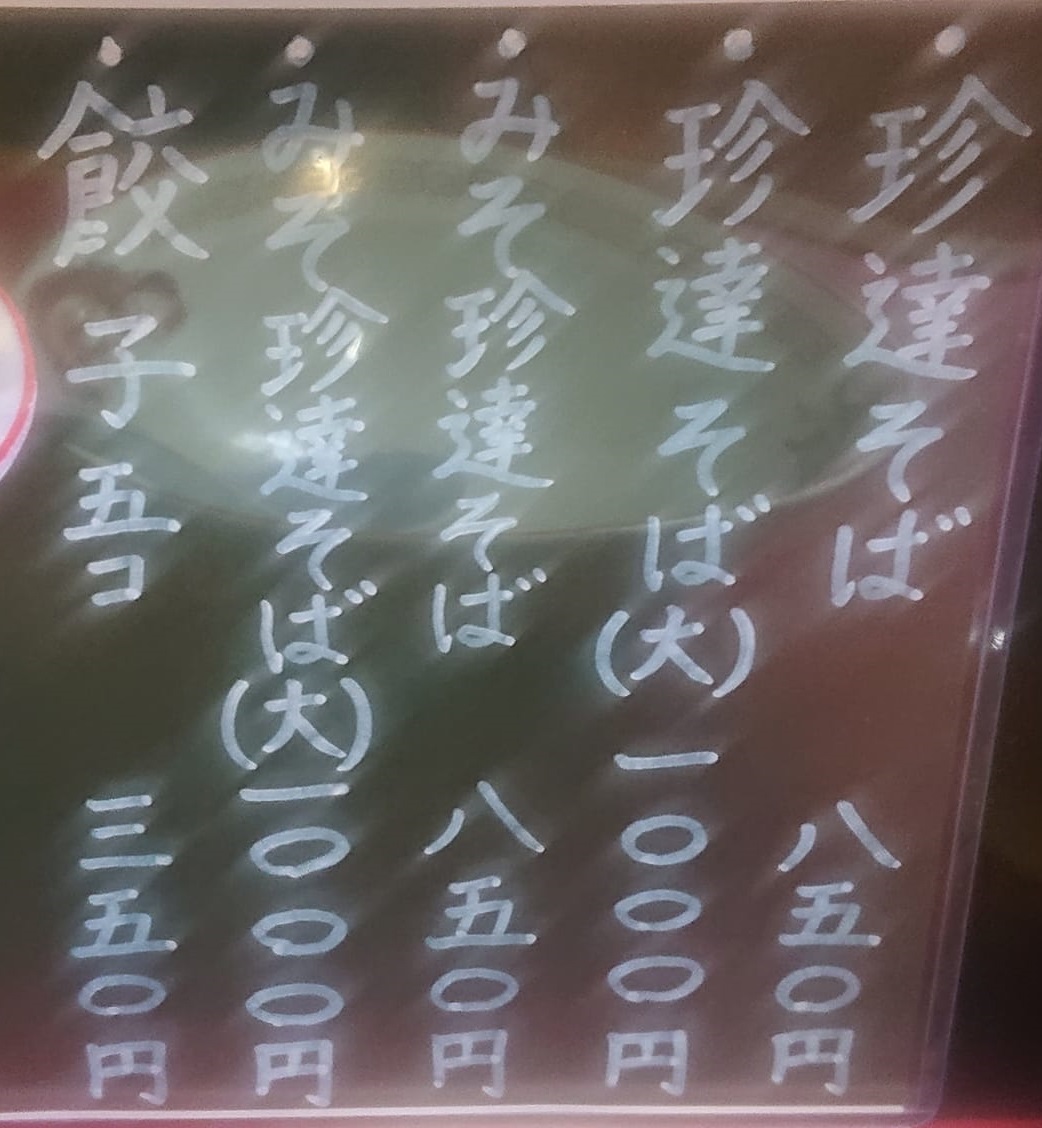 ・珍達そば 八五〇円
・珍達そば(大)一〇〇〇円
・みそ珍達そば 八五〇円
・みそ珍達そば(大)一〇〇〇円
・餃子五コ 三五〇円